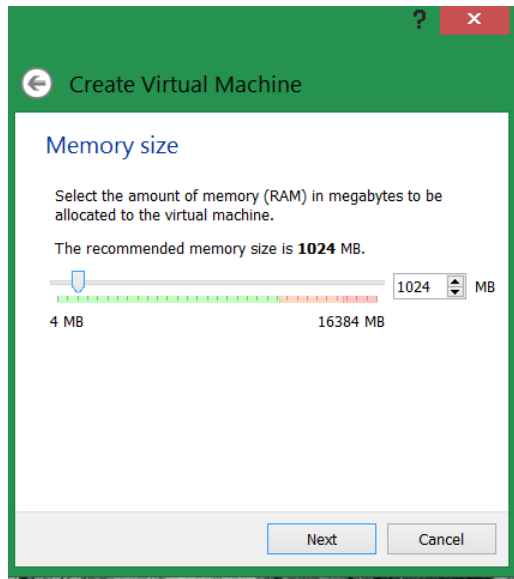 ?
Create Virtual Machine
Memory size
Select the amount of memory (RAM) in megabytes to be
allocated to the virtual machine.
The recommended memory size is 1024 MB.
1024 MB
4 MB 16384 MB
Next Cancel